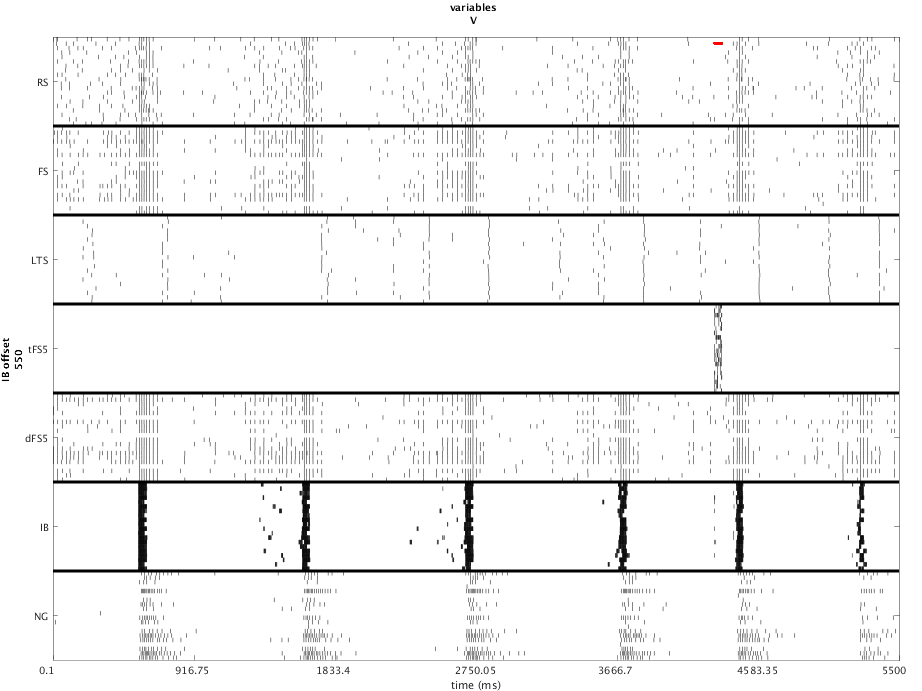 variables
V
RS
FS
LTS
tFS5
dFS5
IB
NG
IB offset
550
0.1
916.75
1833.4
2750.05
3666.7
4583.35
5500
time (ms)